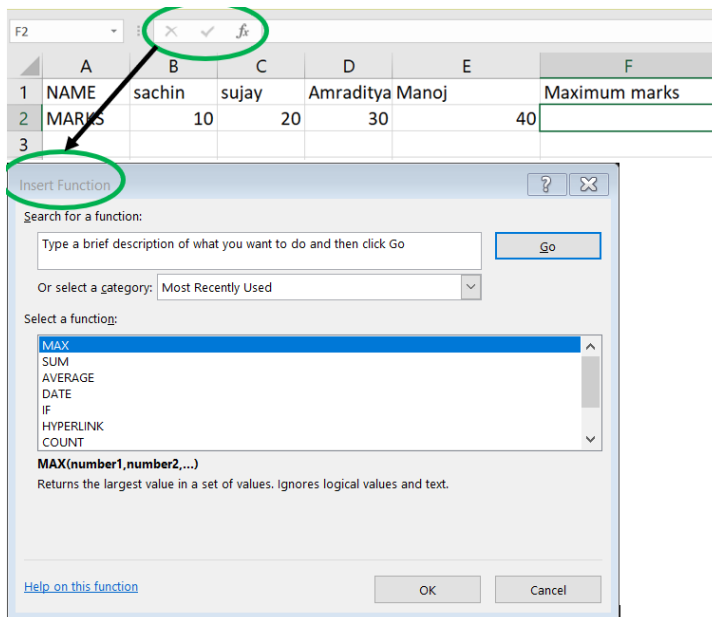 F2 fx
A B C D E F
1 NAME sachin sujay Amraditya Manoj Maximum marks
2 MARKS 10 20 30 40
3
Insert Function ?
Search for a function:
Type a brief description of what you want to do and then click Go Go
Or select a category: Most Recently Used
Select a function:
MAX
SUM
AVERAGE
DATE
IF
HYPERLINK
COUNT
MAX(number1,number2,...)
Returns the largest value in a set of values. Ignores logical values and text.
Help on this function OK Cancel